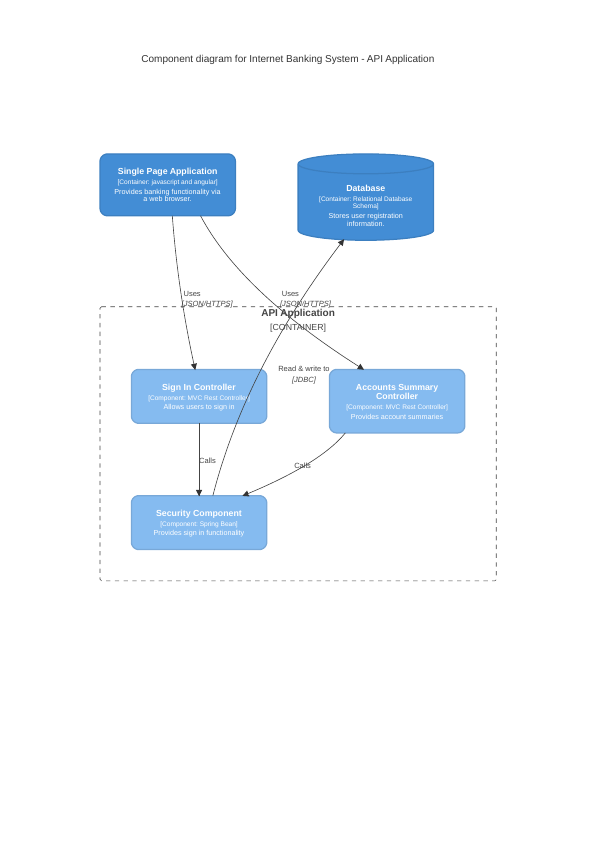 Component diagram for Internet Banking System - API Application
Single Page Application
[Container: javascript and angular]
Provides banking functionality via
a web browser.
Database
[Container: Relational Database
Schema]
Stores user registration
information.
Uses
[JSON/HTTPS]
Uses
[JSON/HTTPS]
API Application
[CONTAINER]
Read & write to
[JDBC]
Sign In Controller
[Component: MVC Rest Controller]
Allows users to sign in
Accounts Summary
Controller
[Component: MVC Rest Controller]
Provides account summaries
Calls
Calls
Security Component
[Component: Spring Bean]
Provides sign in functionality